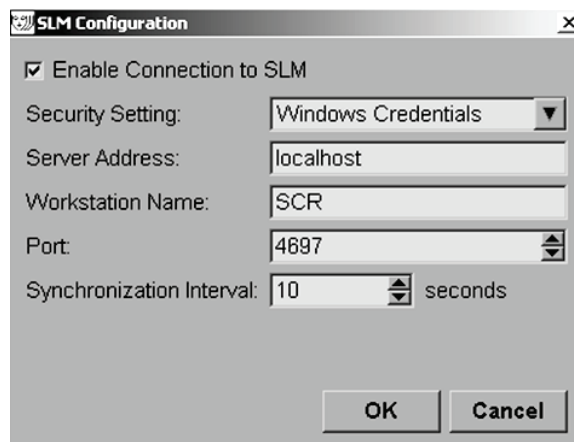 SLM Configuration
Enable Connection to SLM
Security Setting: Windows Credentials
Server Address: localhost
Workstation Name: SCR
Port: 4697
Synchronization Interval: 10 seconds
OK Cancel